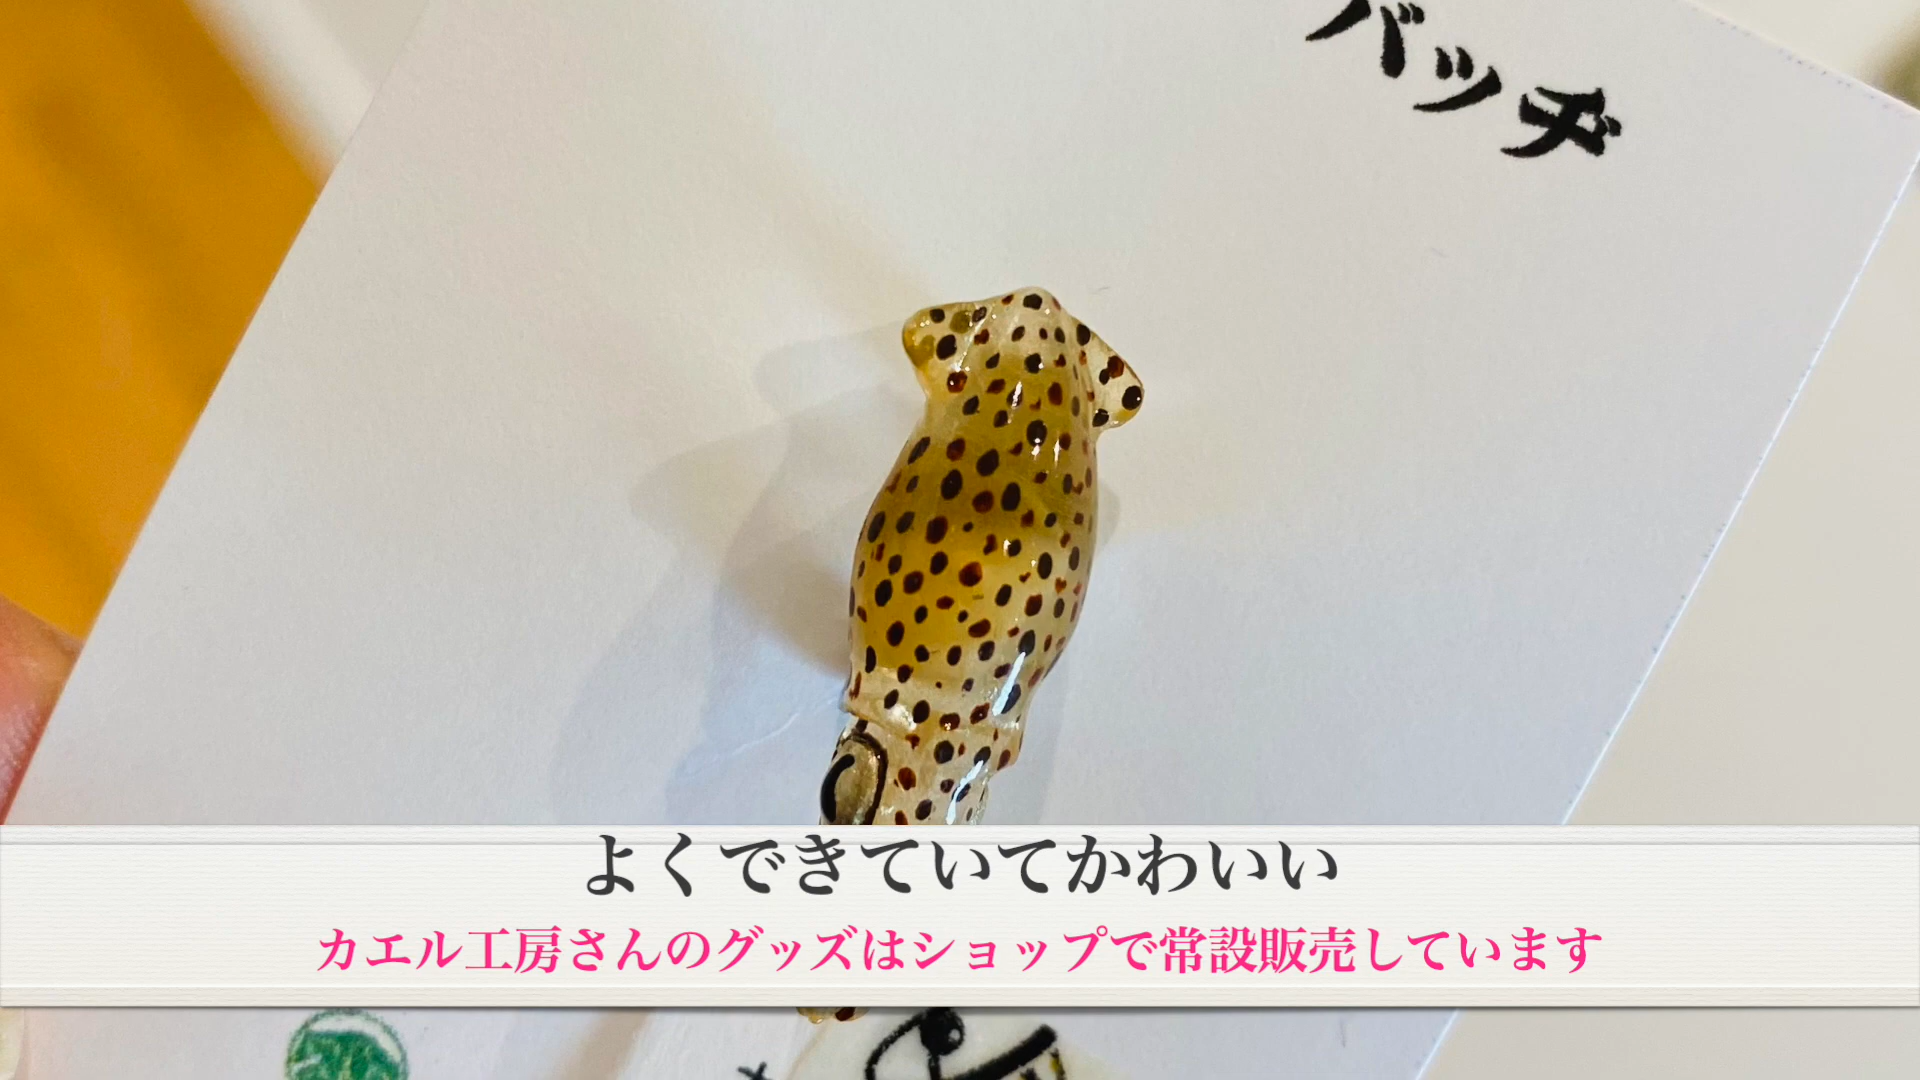 バッヂ
よくできていてかわいい
カエル工房さんのグッズはショップで常設販売しています